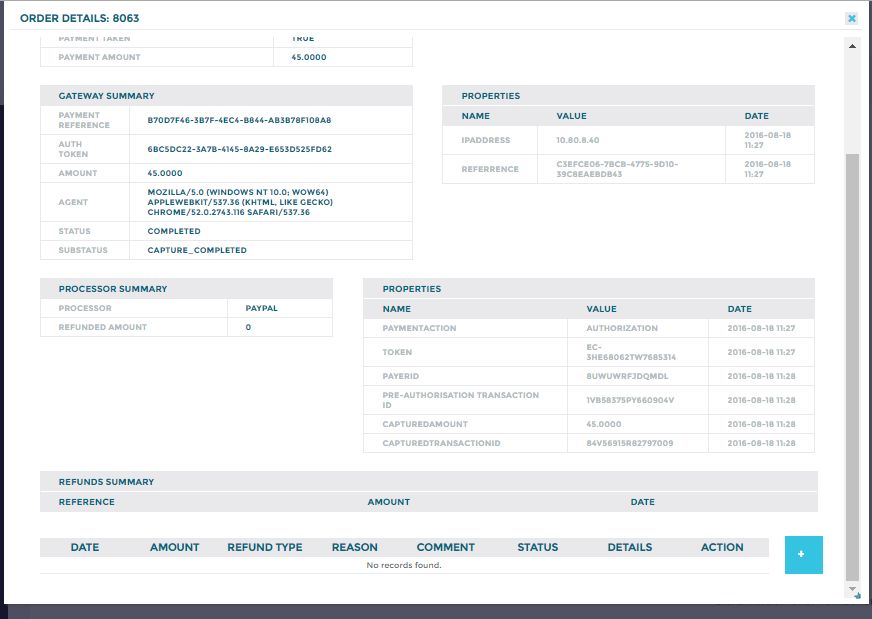 ORDER DETAILS: 8063
PAYMENT TAKEN TRUE
PAYMENT AMOUNT 45.0000
GATEWAY SUMMARY
PAYMENT
REFERENCE
B70D7F46-3B7F-4EC4-B844-AB3B78F108A8
AUTH
TOKEN
6BC5DC22-3A7B-4145-8A29-E653D525FD62
AMOUNT 45.0000
AGENT
MOZILLA/5.0 (WINDOWS NT 10.0; WOW64)
APPLEWEBKIT/537.36 (KHTML, LIKE GECKO)
CHROME/52.0.2743.116 SAFARI/537.36
STATUS COMPLETED
SUBSTATUS CAPTURE_COMPLETED
PROPERTIES
NAME VALUE DATE
IPADDRESS 10.80.8.40
2016-08-18
11:27
REFERRENCE
C3EFCE06-7BCB-4775-9D10-
39C8EAEBDB43
2016-08-18
11:27
PROCESSOR SUMMARY
PROCESSOR PAYPAL
REFUNDED AMOUNT 0
PROPERTIES
NAME VALUE DATE
PAYMENTACTION AUTHORIZATION 2016-08-18 11:27
TOKEN
EC-
3HE68062TW7685314
2016-08-18 11:27
PAYERID 8UWUWRFJDQMDL 2016-08-18 11:28
PRE-AUTHORISATION TRANSACTION
ID
1VB58375PY660904V 2016-08-18 11:28
CAPTUREDAMOUNT 45.0000 2016-08-18 11:28
CAPTUREDTRANSACTIONID 84V56915R82797009 2016-08-18 11:28
REFUNDS SUMMARY
REFERENCE AMOUNT DATE
DATE AMOUNT REFUND TYPE REASON COMMENT STATUS DETAILS ACTION
+
No records found.